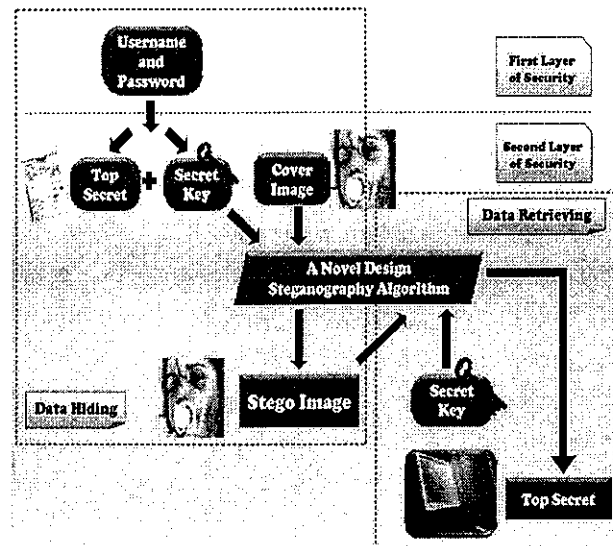 Username
and
Password
First Layer
of Security
Second Layer
of Security
Top
Secret
+
Secret
Key
Cover
Image
Data Retrieving
A Novel Design
Steganography Algorithm
Data Hiding
Stego Image
Secret
Key
Top Secret